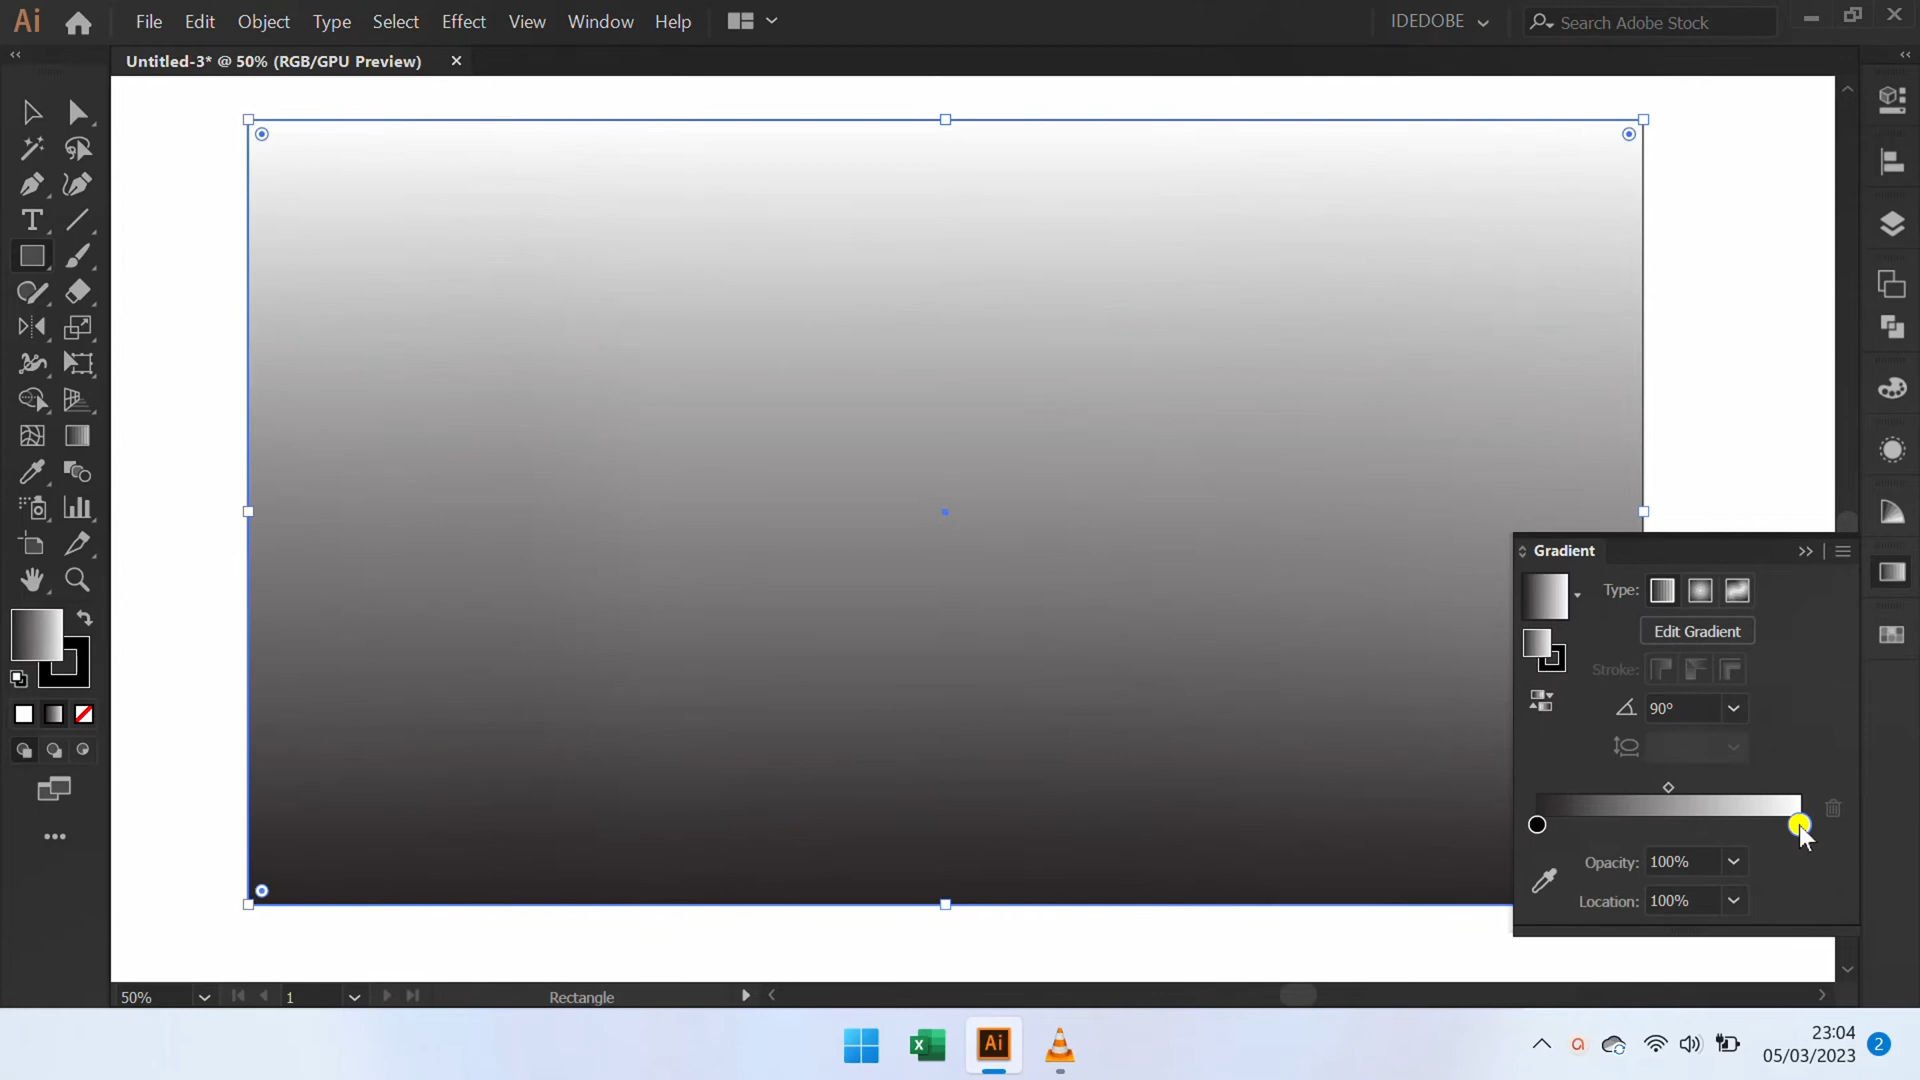 Ai File Edit Object Type Select Effect View Window Help IDEDOBE Search Adobe Stock
Untitled-3* @ 50% (RGB/GPU Preview)
T
Gradient
Type:
Edit Gradient
Stroke:
90°
Opacity: 100%
Location: 100%
50% 1 Rectangle
Ai
23:04
05/03/2023 2